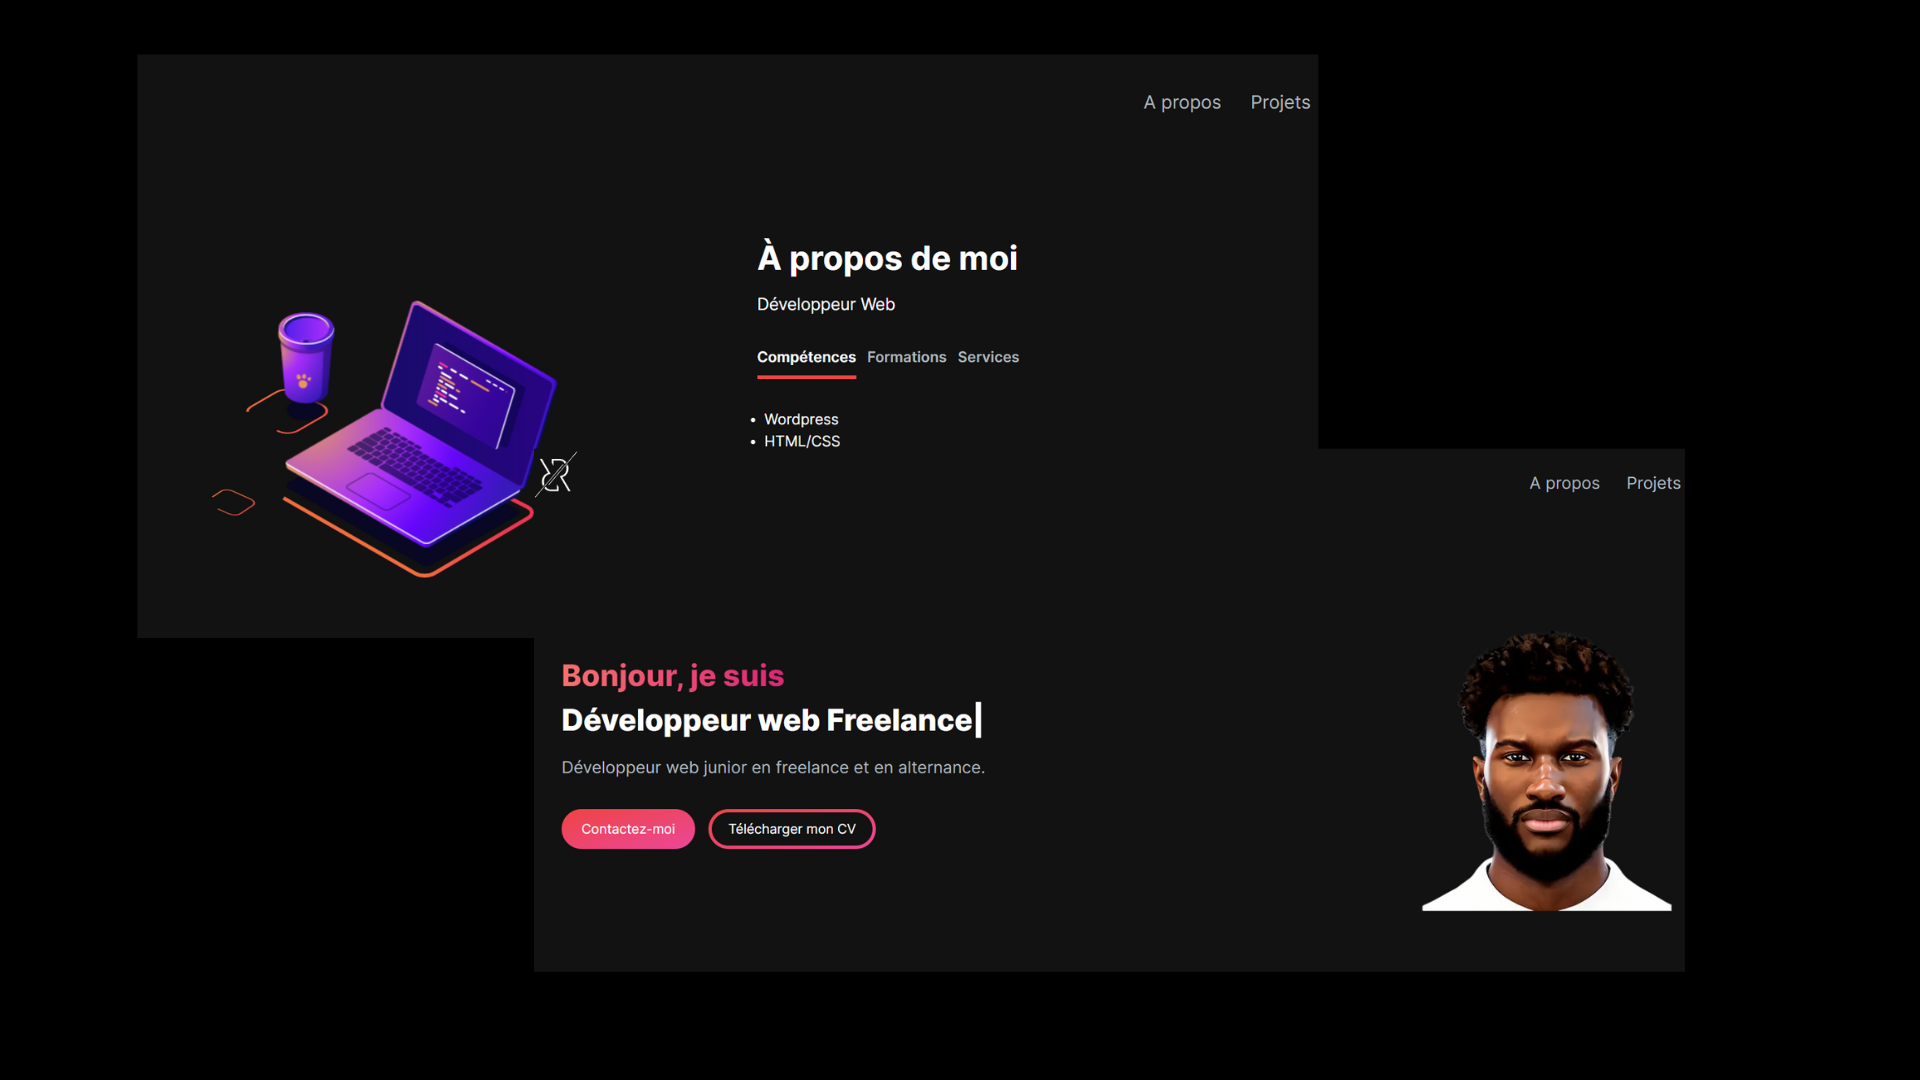 A propos Projets
À propos de moi
Développeur Web
Compétences Formations Services
• Wordpress
• HTML/CSS
A propos Projets
Bonjour, je suis
Développeur web Freelance|
Développeur web junior en freelance et en alternance.
Contactez-moi Télécharger mon CV